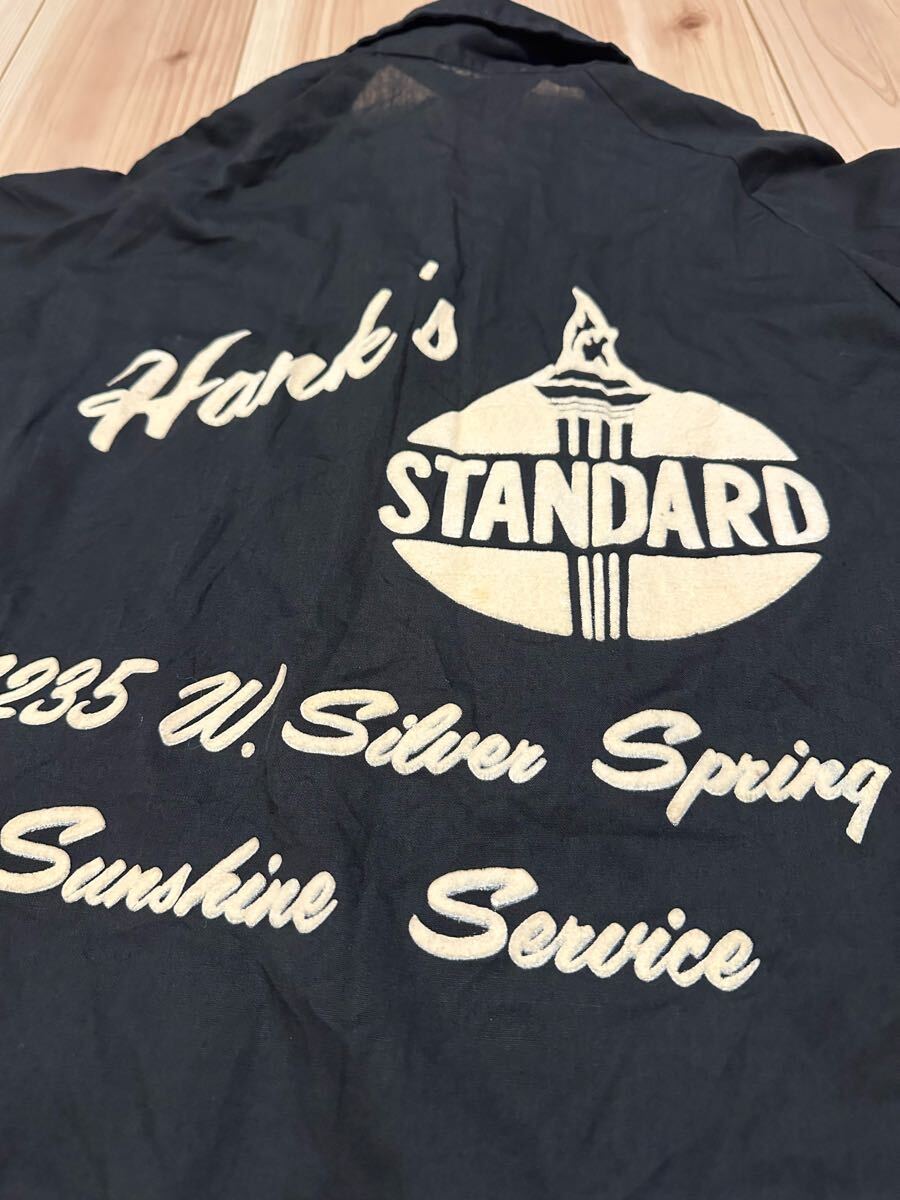 Hank's
STANDARD
235 W. Silver Spring
Sunshine Service